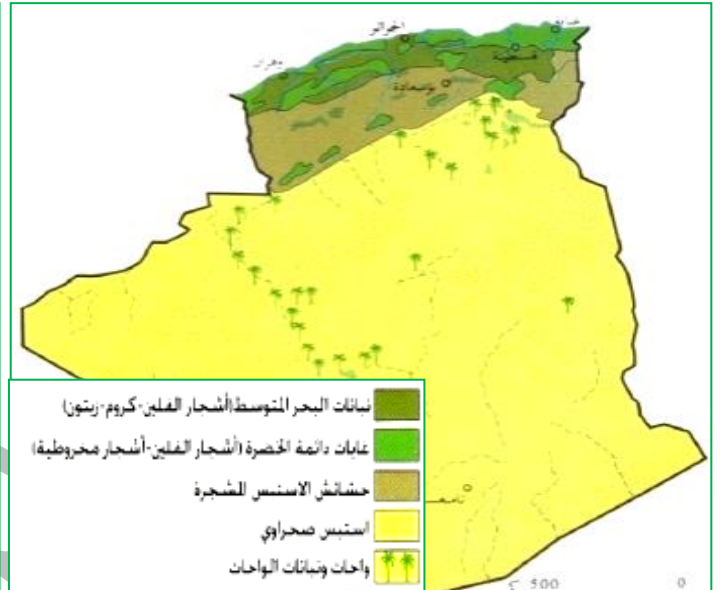 عنابة
الجزائر
قسنطينة
وهران
بوسعادة
نباتات البحر المتوسط(أشجار الفلين-كروم-زيتون)
غابات دائمة الخضرة (أشجار الفلين-أشجار مخروطية)
حشائش الاستبس المشجرة
استبس صحراوي
واحات ونباتات الواحات
500
0